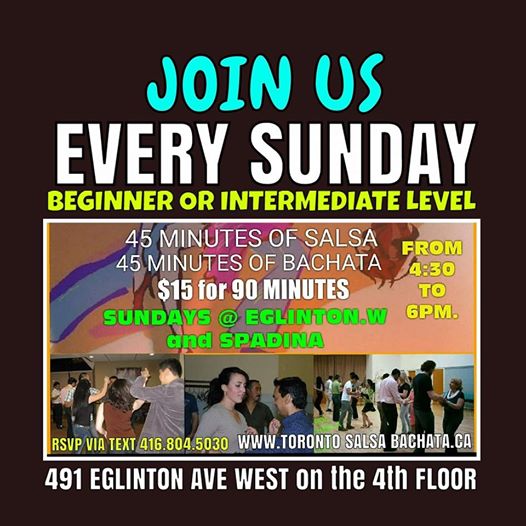 JOIN US
EVERY SUNDAY
BEGINNER OR INTERMEDIATE LEVEL
45 MINUTES OF SALSA
45 MINUTES OF BACHATA
$15 for 90 MINUTES
FROM
4:30
TO
6PM.
SUNDAYS @ EGLINTON.W
and SPADINA
RSVP VIA TEXT 416.804.5030
WWW.TORONTO SALSA BACHATA.CA
491 EGLINTON AVE WEST on the 4th FLOOR